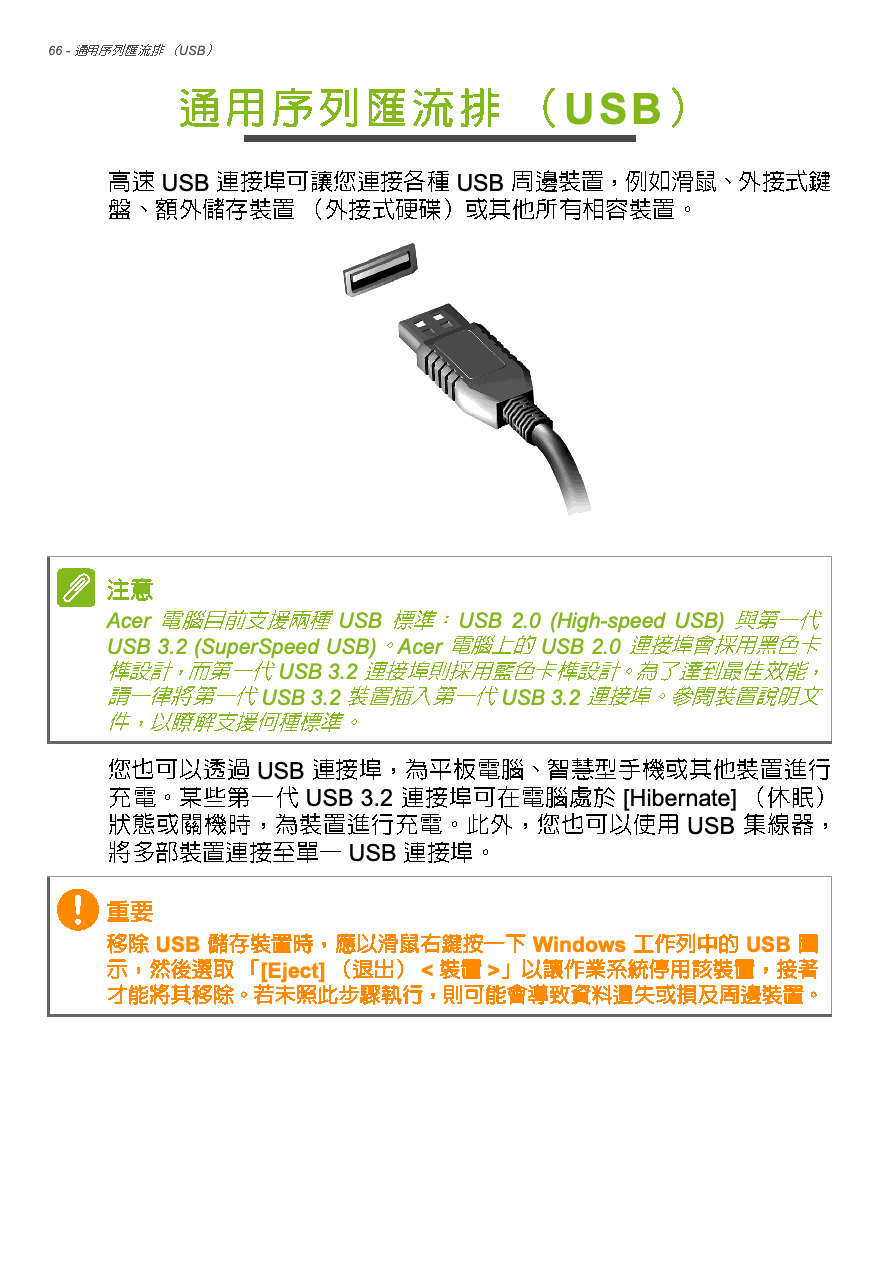 66 - 通用序列匯流排 （USB）
通用序列匯流排 （USB）
高速 USB 連接埠可讓您連接各種 USB 周邊裝置，例如滑鼠、外接式鍵
盤、額外儲存裝置 （外接式硬碟）或其他所有相容裝置。
注意
Acer 電腦目前支援兩種 USB 標準： USB 2.0 (High-speed USB) 與第一代
USB 3.2 (SuperSpeed USB)。Acer 電腦上的 USB 2.0 連接埠會採用黑色卡
榫設計，而第一代 USB 3.2 連接埠則採用藍色卡榫設計。為了達到最佳效能，
請一律將第一代 USB 3.2 裝置插入第一代 USB 3.2 連接埠。參閱裝置說明文
件，以瞭解支援何種標準。
您也可以透過 USB 連接埠，為平板電腦、智慧型手機或其他裝置進行
充電。某些第一代 USB 3.2 連接埠可在電腦處於 [Hibernate] （休眠）
狀態或關機時，為裝置進行充電。此外，您也可以使用 USB 集線器，
將多部裝置連接至單一 USB 連接埠。
重要
移除 USB 儲存裝置時，應以滑鼠右鍵按一下 Windows 工作列中的 USB 圖
示，然後選取 「[Eject] （退出） < 裝置 >」以讓作業系統停用該裝置，接著
才能將其移除。若未照此步驟執行，則可能會導致資料遺失或損及周邊裝置。